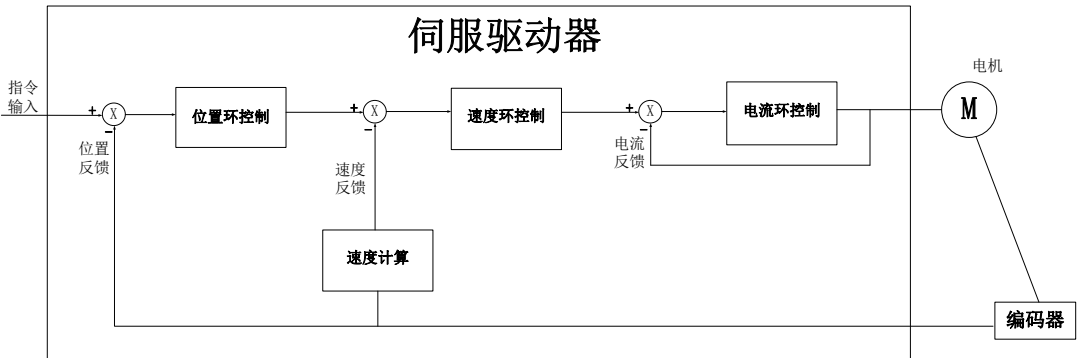 伺服驱动器
电机
指令
输入
+
X
-
位置
反馈
位置环控制
+
X
-
速度
反馈
速度环控制
+
X
-
电流
反馈
电流环控制
M
速度计算
编码器